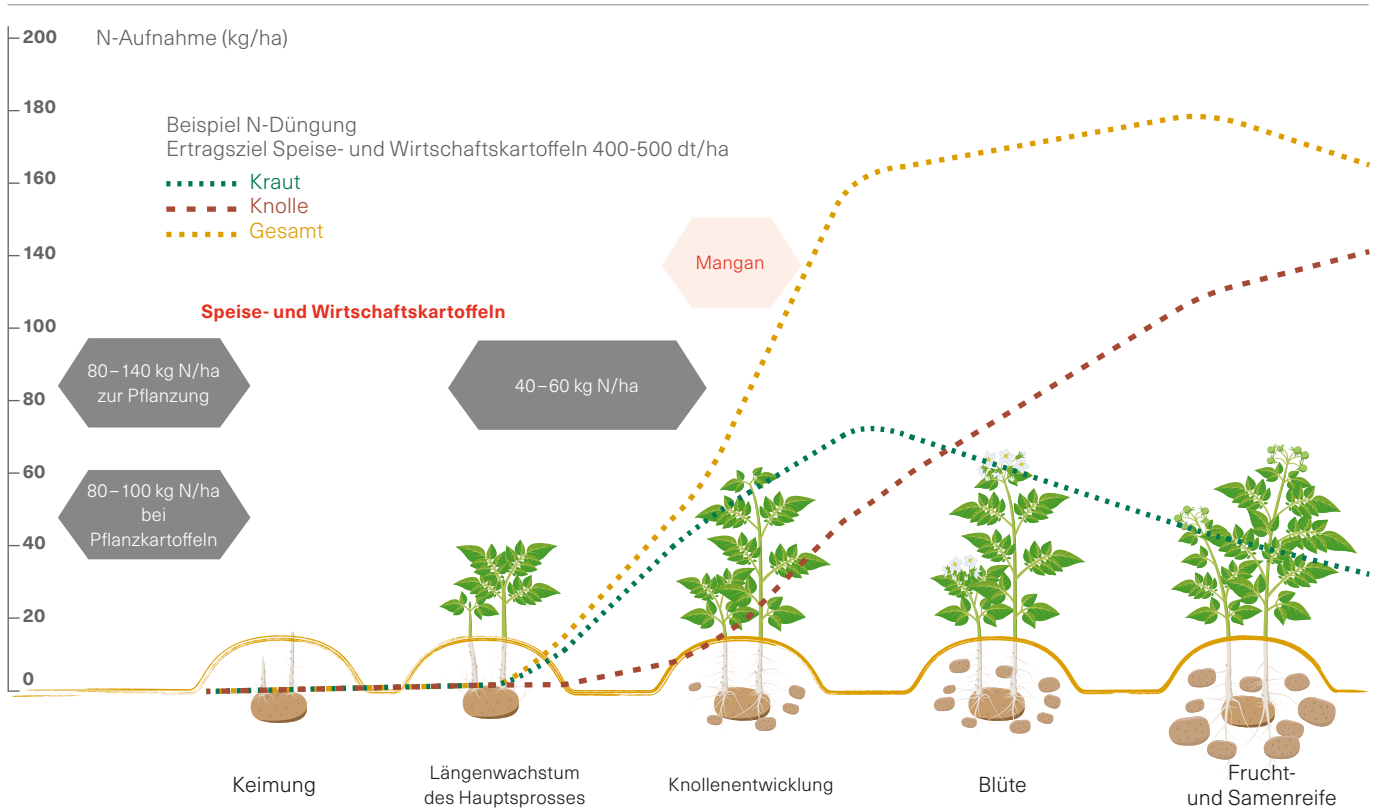 200
N-Aufnahme (kg/ha)
180
Beispiel N-Düngung
Ertragsziel Speise- und Wirtschaftskartoffeln 400-500 dt/ha
160
Kraut
Knolle
Gesamt
140
Mangan
Speise- und Wirtschaftskartoffeln
100
80–140 kg N/ha
zur Pflanzung
40–60 kg N/ha
80
60
80–100 kg N/ha
bei
Pflanzkartoffeln
40
20
0
Keimung
Längenwachstum
des Hauptsprosses
Knollenentwicklung
Blüte
Frucht-
und Samenreife